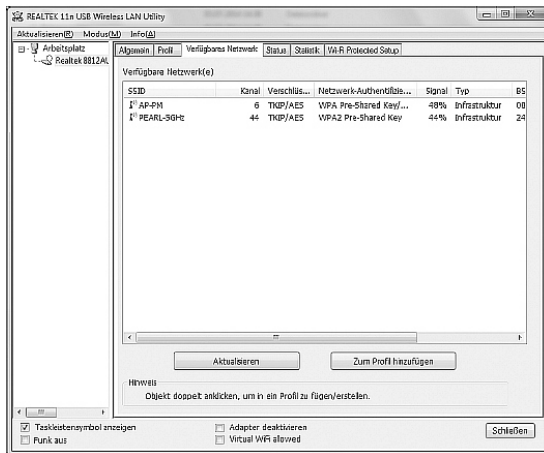 REALTEK 11n USB Wireless LAN Utility
Aktualisieren(R) Modus(M) Info(A)
Arbeitsplatz
Realtek 8812AU
Allgemein Profil Verfügbares Netzwerk Status Statistik Wi-Fi Protected Setup
Verfügbare Netzwerk(e)
SSID Kanal Verschlüs... Netzwerk-Authentifizie... Signal Typ BS
AP-PM 6 TKIP/AES WPA Pre-Shared Key/... 48% Infrastruktur 00
PEARL-5GHz 44 TKIP/AES WPA2 Pre-Shared Key 44% Infrastruktur 24
Aktualisieren Zum Profil hinzufügen
Hinweis
Objekt doppelt anklicken, um in ein Profil zu fügen/erstellen.
Taskleistensymbol anzeigen Adapter deaktivieren
Funk aus Virtual WiFi allowed
Schließen